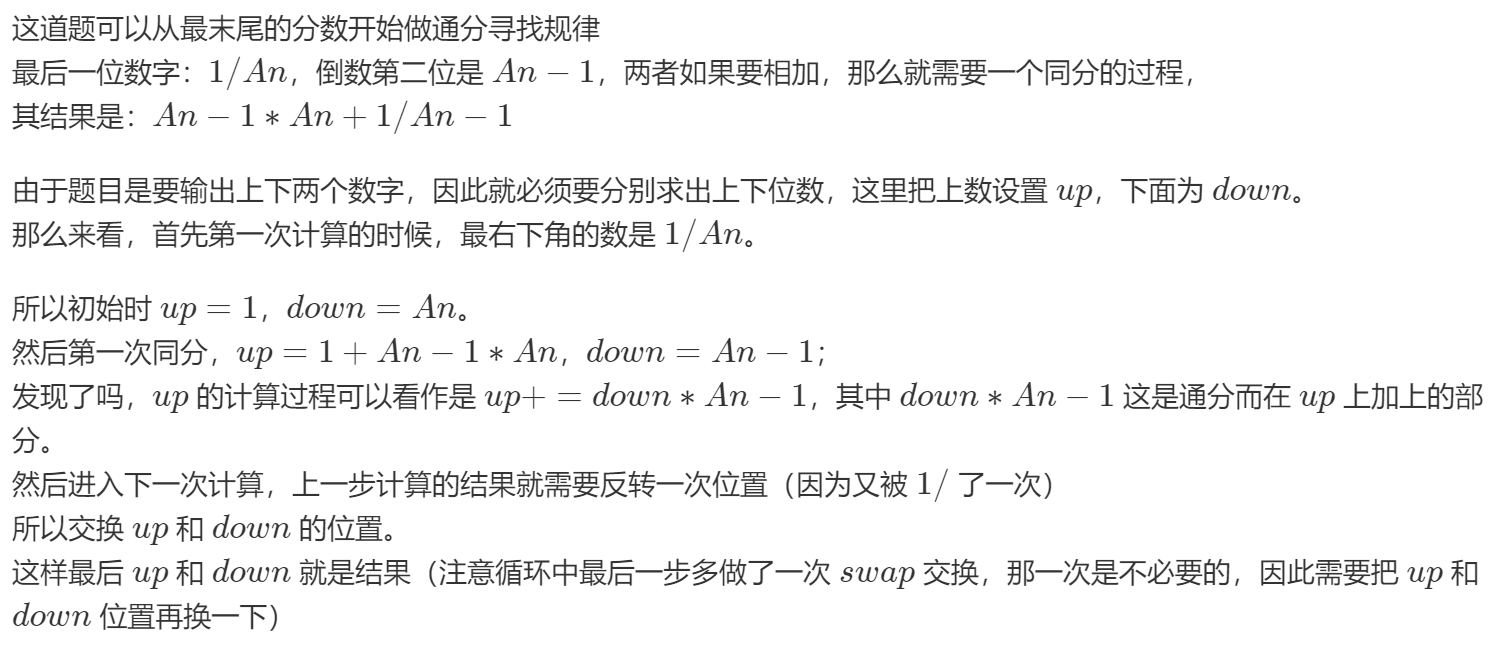 这道题可以从最末尾的分数开始做通分寻找规律
最后一位数字：1/An，倒数第二位是 An − 1，两者如果要相加，那么就需要一个同分的过程，
其结果是：An − 1 * An + 1/An − 1
由于题目是要输出上下两个数字，因此就必须要分别求出上下位数，这里把上数设置 up，下面为 down。
那么来看，首先第一次计算的时候，最右下角的数是 1/An。
所以初始时 up = 1，down = An。
然后第一次同分，up = 1 + An − 1 * An，down = An − 1；
发现了吗，up 的计算过程可以看作是 up+ = down * An − 1，其中 down * An − 1 这是通分而在 up 上加上的部
分。
然后进入下一次计算，上一步计算的结果就需要反转一次位置（因为又被 1/ 了一次）
所以交换 up 和 down 的位置。
这样最后 up 和 down 就是结果（注意循环中最后一步多做了一次 swap 交换，那一次是不必要的，因此需要把 up 和
down 位置再换一下）